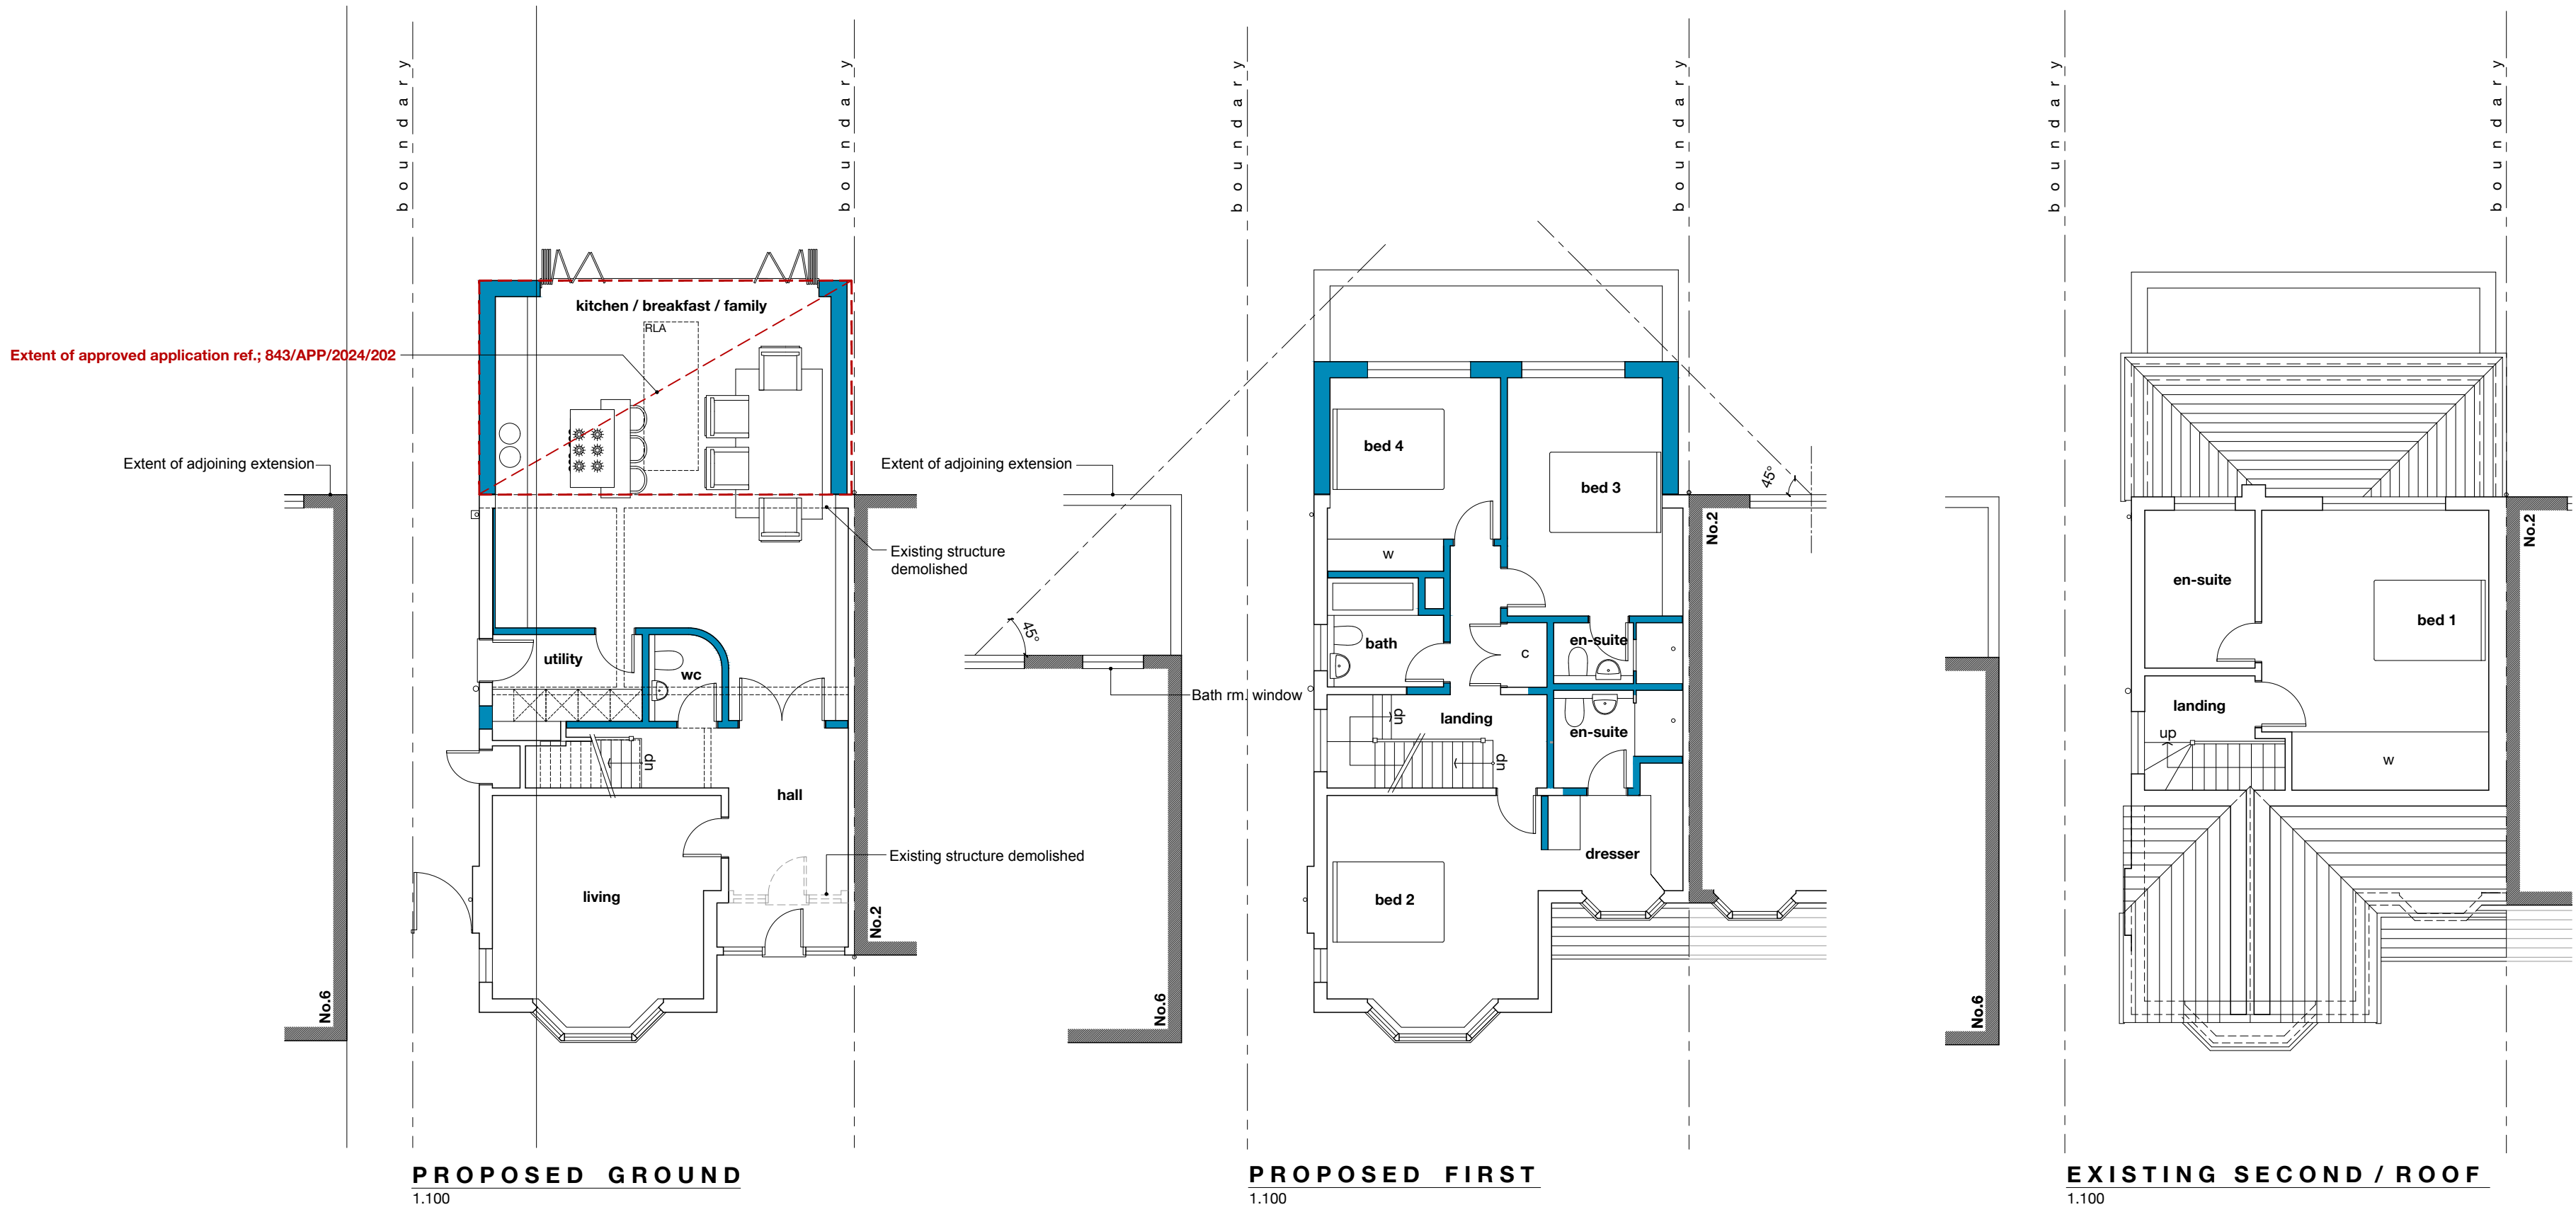 boundary
boundary
kitchen / breakfast / family
RLA
Extent of approved application ref.; 843/APP/2024/202
Extent of adjoining extension
Existing structure
demolished
utility
wc
dn
hall
Existing structure demolished
living
No.2
No.6
PROPOSED GROUND
1.100
boundary
boundary
Extent of adjoining extension
45°
45°
bed 4
bed 3
No.2
w
bath
en-suite
c
Bath rm. window
dn
landing
en-suite
dn
dresser
bed 2
No.6
PROPOSED FIRST
1.100
boundary
boundary
No.2
en-suite
bed 1
landing
up
w
No.6
EXISTING SECOND / ROOF
1.100